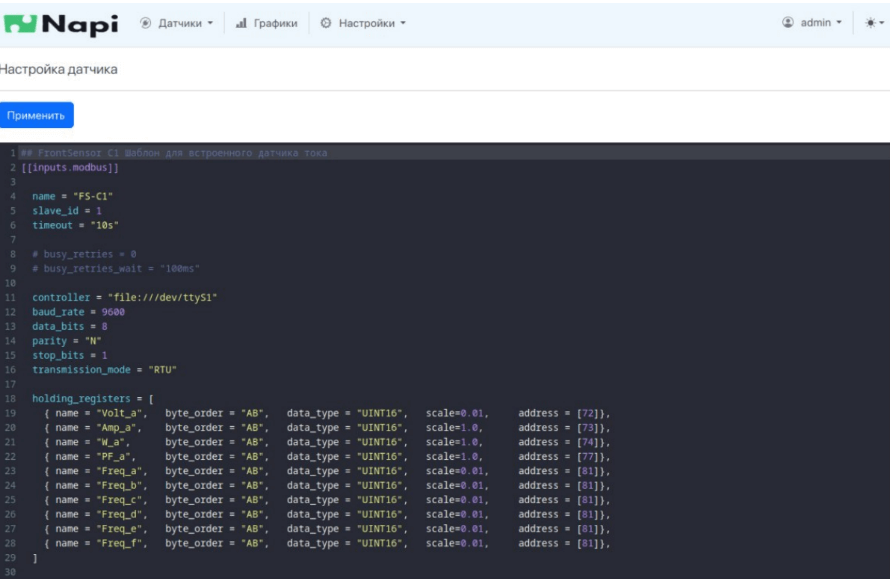 Napi Датчики Графики Настройки admin
Настройка датчика
Применить
1 ## FrontSensor C1 Шаблон для встроенного датчика тока
2 [[inputs.modbus]]
3
4 name = "FS-C1"
5 slave_id = 1
6 timeout = "10s"
7
8 # busy_retries = 0
9 # busy_retries_wait = "100ms"
10
11 controller = "file:///dev/ttyS1"
12 baud_rate = 9600
13 data_bits = 8
14 parity = "N"
15 stop_bits = 1
16 transmission_mode = "RTU"
17
18 holding_registers = [
19 { name = "Volt_a", byte_order = "AB", data_type = "UINT16", scale=0.01, address = [72]},
20 { name = "Amp_a", byte_order = "AB", data_type = "UINT16", scale=1.0, address = [73]},
21 { name = "W_a", byte_order = "AB", data_type = "UINT16", scale=1.0, address = [74]},
22 { name = "PF_a", byte_order = "AB", data_type = "UINT16", scale=1.0, address = [77]},
23 { name = "Freq_a", byte_order = "AB", data_type = "UINT16", scale=0.01, address = [81]},
24 { name = "Freq_b", byte_order = "AB", data_type = "UINT16", scale=0.01, address = [81]},
25 { name = "Freq_c", byte_order = "AB", data_type = "UINT16", scale=0.01, address = [81]},
26 { name = "Freq_d", byte_order = "AB", data_type = "UINT16", scale=0.01, address = [81]},
27 { name = "Freq_e", byte_order = "AB", data_type = "UINT16", scale=0.01, address = [81]},
28 { name = "Freq_f", byte_order = "AB", data_type = "UINT16", scale=0.01, address = [81]},
29 ]
30